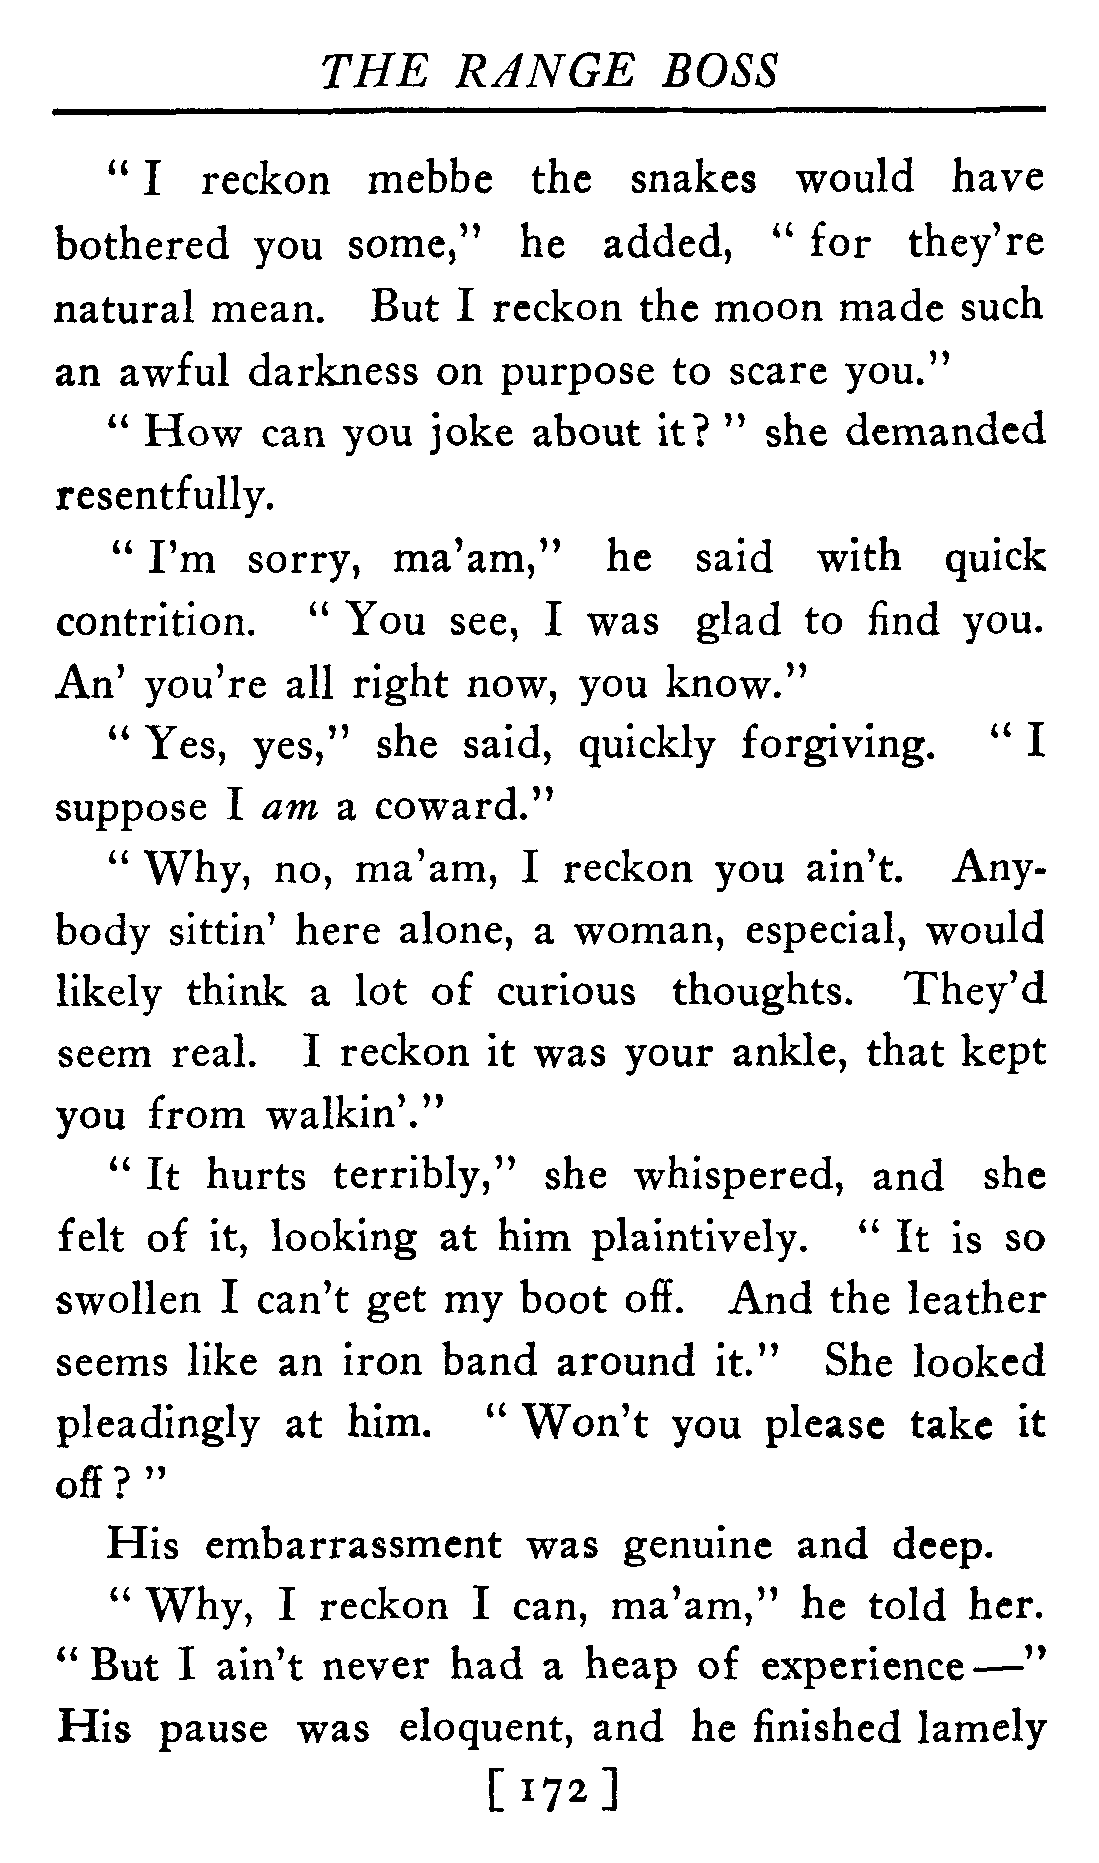 THE RANGE BOSS
" I reckon mebbe the snakes would have
bothered you some," he added, " for they're
natural mean. But I reckon the moon made such
an awful darkness on purpose to scare you."
" How can you joke about it? " she demanded
resentfully.
" I'm sorry, ma'am," he said with quick
contrition. " You see, I was glad to find you.
An' you're all right now, you know."
" Yes, yes," she said, quickly forgiving. " I
suppose I am a coward."
" Why, no, ma'am, I reckon you ain't. Any-
body sittin' here alone, a woman, especial, would
likely think a lot of curious thoughts. They'd
seem real. I reckon it was your ankle, that kept
you from walkin'."
" It hurts terribly," she whispered, and she
felt of it, looking at him plaintively. " It is so
swollen I can't get my boot off. And the leather
seems like an iron band around it." She looked
pleadingly at him. " Won't you please take it
off? "
His embarrassment was genuine and deep.
" Why, I reckon I can, ma'am," he told her.
" But I ain't never had a heap of experience—"
His pause was eloquent, and he finished lamely
[ 172 ]